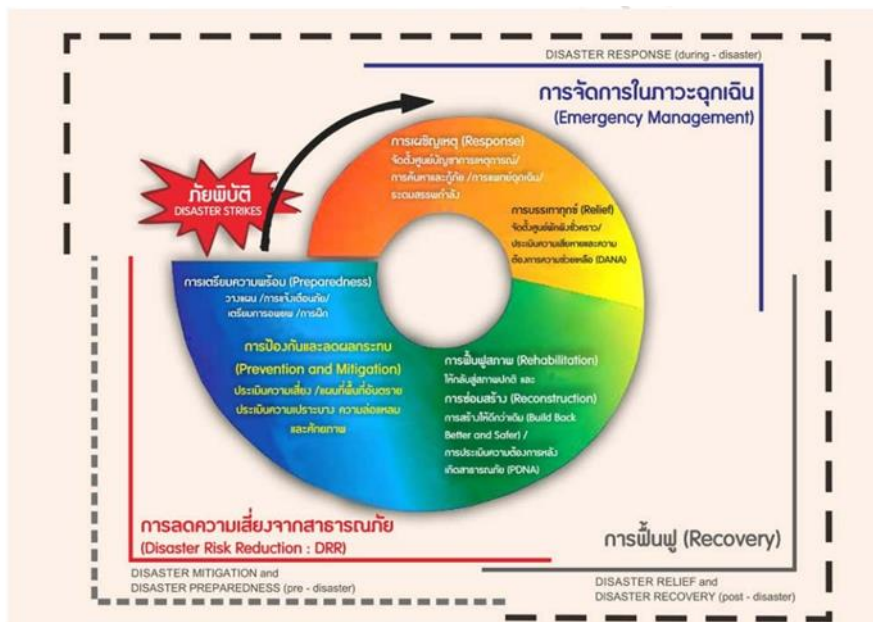 DISASTER RESPONSE (during - disaster)
การจัดการในภาวะฉุกเฉิน
(Emergency Management)
การเผชิญเหตุ (Response)
จัดตั้งศูนย์บัญชาการเหตุการณ์/
การค้นหาและกู้ภัย /การแพทย์ฉุกเฉิน/
ระดมสรรพกำลัง
ภัยพิบัติ
DISASTER STRIKES
การบรรเทาทุกข์ (Relief)
จัดตั้งศูนย์พักพิงชั่วคราว/
ประเมินความเสียหายและความ
ต้องการความช่วยเหลือ (DANA)
การเตรียมความพร้อม (Preparedness)
วางแผน /การแจ้งเตือนภัย/
เตรียมการอพยพ /การฝึก
การป้องกันและลดผลกระทบ
(Prevention and Mitigation)
ประเมินความเสี่ยง /แผนที่พื้นที่อันตราย
ประเมินความเปราะบาง ความล่อแหลม
และศักยภาพ
การฟื้นฟูสภาพ (Rehabilitation)
ให้กลับสู่สภาพปกติ และ
การซ่อมสร้าง (Reconstruction)
การสร้างให้ดีกว่าเดิม (Build Back
Better and Safer) /
การประเมินความต้องการหลัง
เกิดสาธารณภัย (PDNA)
การลดความเสี่ยงจากสาธารณภัย
(Disaster Risk Reduction : DRR)
DISASTER MITIGATION and
DISASTER PREPAREDNESS (pre - disaster)
การฟื้นฟู (Recovery)
DISASTER RELIEF and
DISASTER RECOVERY (post - disaster)